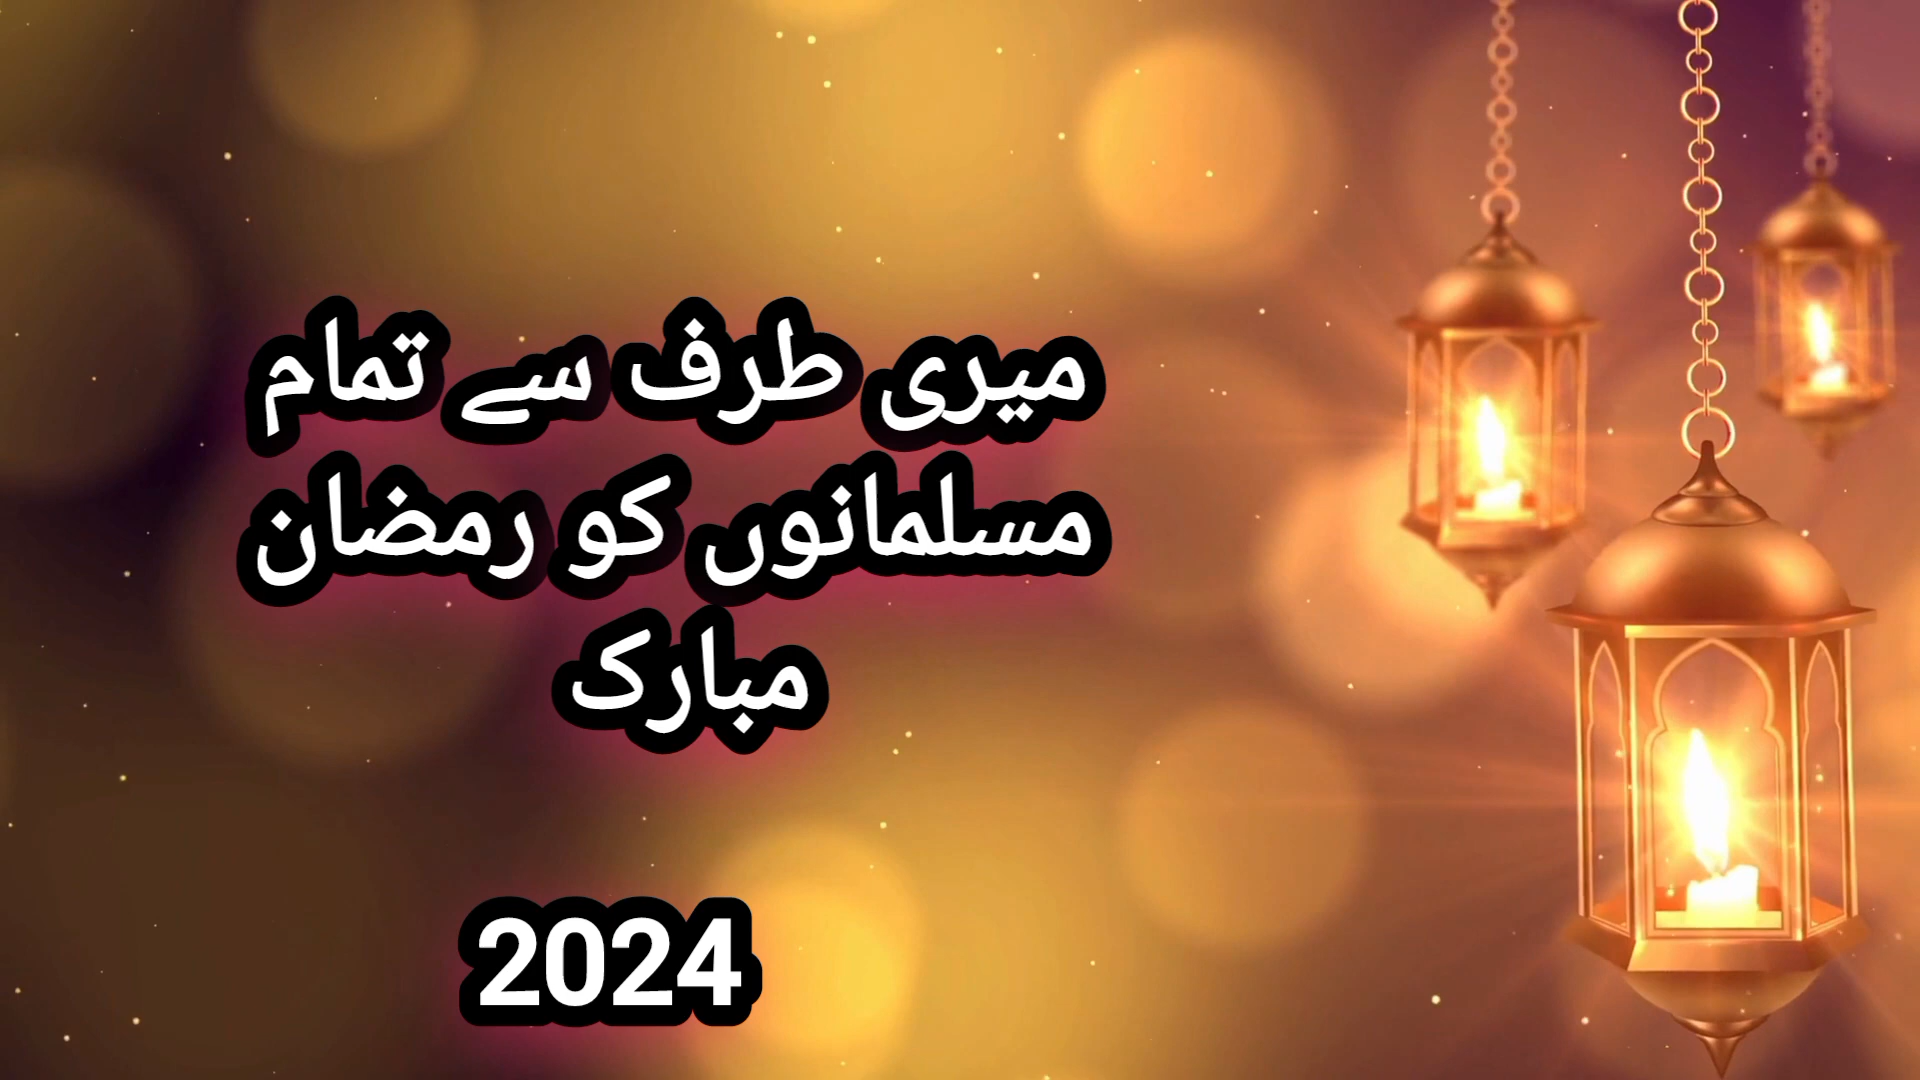 میری طرف سے تمام
مسلمانوں کو رمضان
مبارک
2024